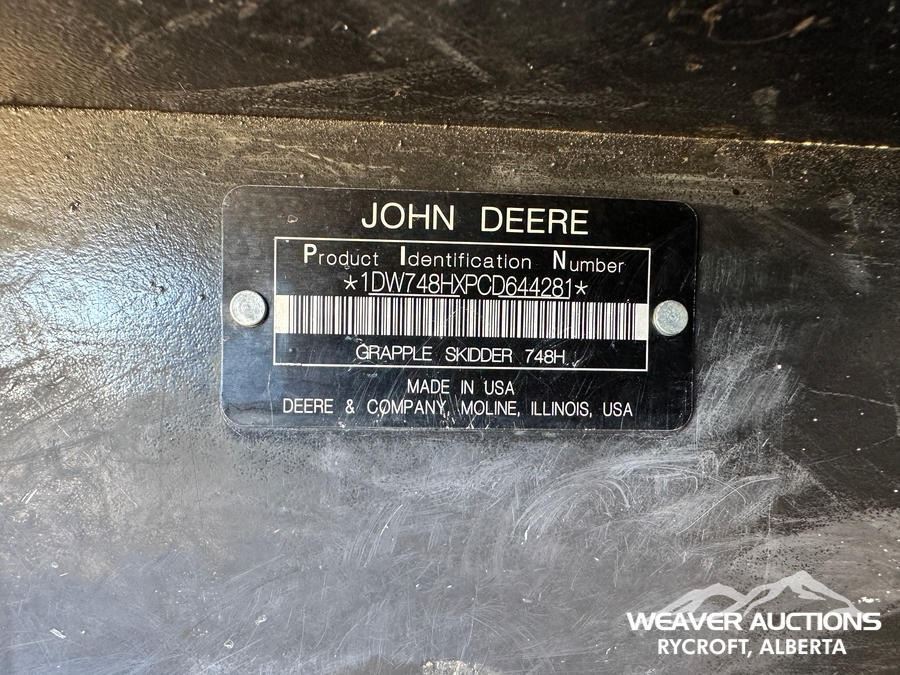 JOHN DEERE
Product Identification Number
*1DW748HXPCD644281*
GRAPPLE SKIDDER 748H
MADE IN USA
DEERE & COMPANY, MOLINE, ILLINOIS, USA
WEAVER AUCTIONS
RYCROFT, ALBERTA